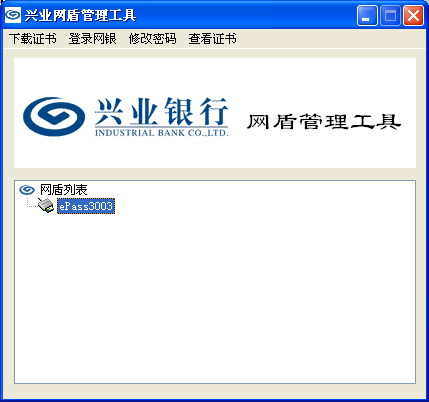 兴业网盾管理工具
下载证书 登录网银 修改密码 查看证书
兴业银行 网盾管理工具
INDUSTRIAL BANK CO.,LTD.
网盾列表
ePass3003